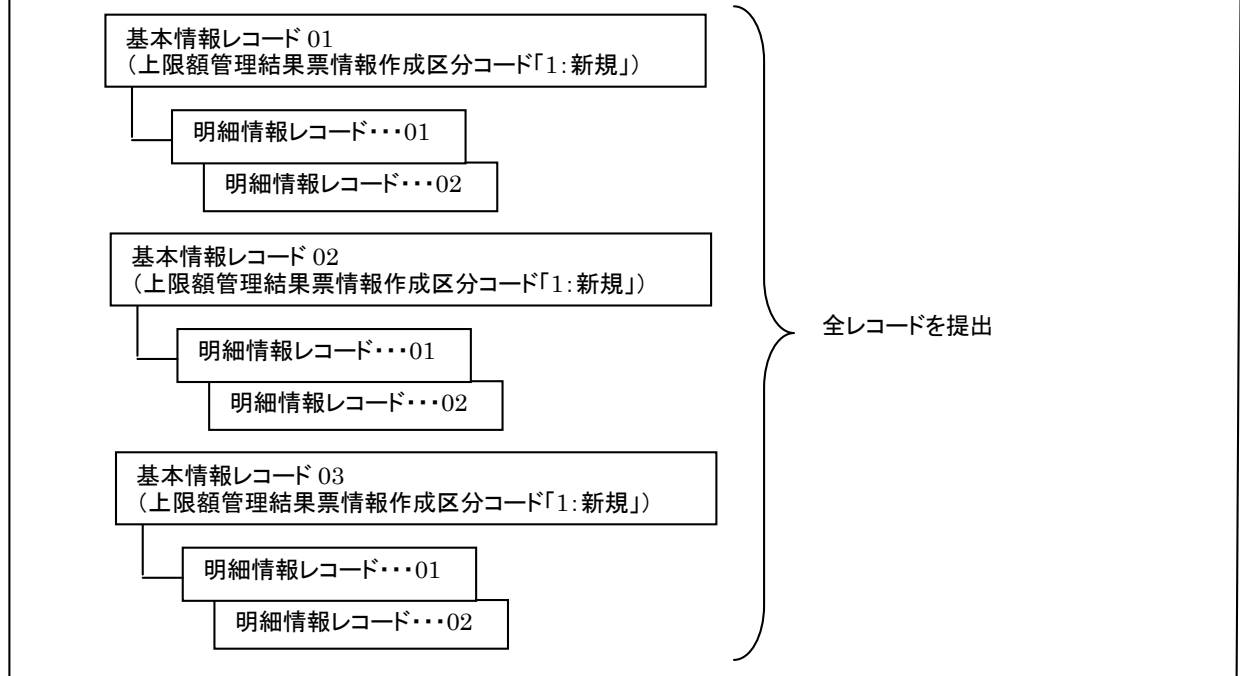 基本情報レコード 01
（上限額管理結果票情報作成区分コード「1：新規」）
明細情報レコード・・・01
明細情報レコード・・・02
基本情報レコード 02
（上限額管理結果票情報作成区分コード「1：新規」）
明細情報レコード・・・01
明細情報レコード・・・02
基本情報レコード 03
（上限額管理結果票情報作成区分コード「1：新規」）
明細情報レコード・・・01
明細情報レコード・・・02
全レコードを提出